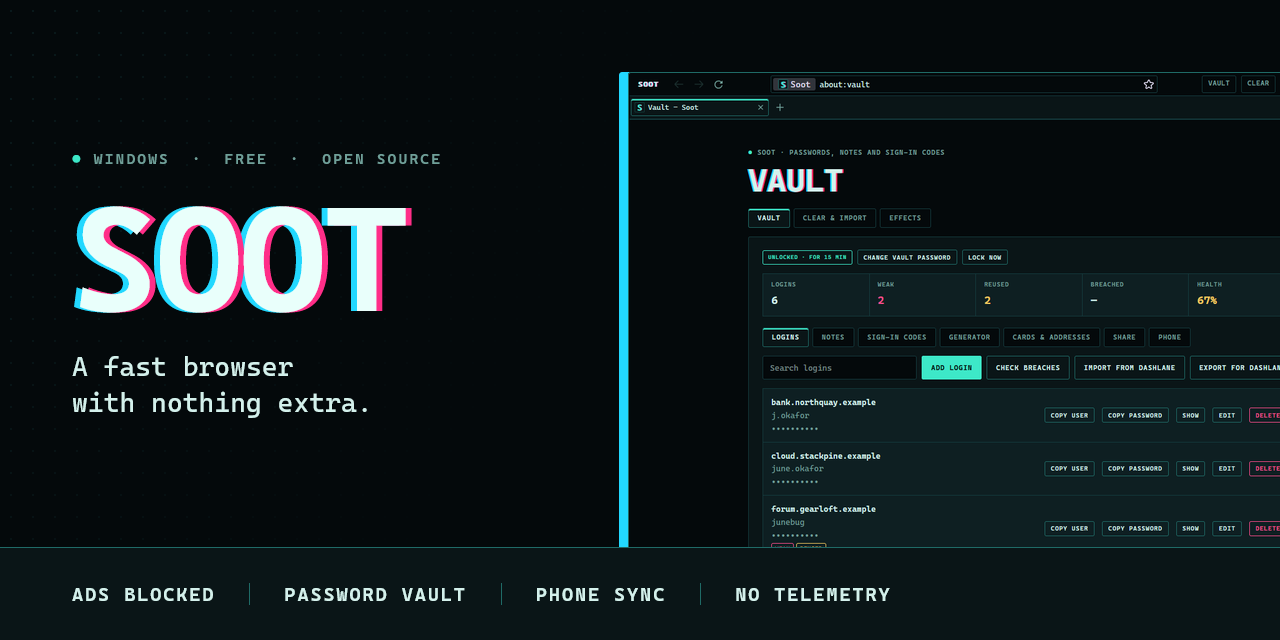 WINDOWS · FREE · OPEN SOURCE
SOOT
A fast browser
with nothing extra.
SOOT
S Soot about:vault
VAULT
CLEAR
S Vault – Soot × +
SOOT · PASSWORDS, NOTES AND SIGN-IN CODES
VAULT
VAULT CLEAR & IMPORT EFFECTS
UNLOCKED · FOR 15 MIN CHANGE VAULT PASSWORD LOCK NOW
LOGINS WEAK REUSED BREACHED HEALTH
6 2 2 — 67%
LOGINS NOTES SIGN-IN CODES GENERATOR CARDS & ADDRESSES SHARE PHONE
Search logins ADD LOGIN CHECK BREACHES IMPORT FROM DASHLANE EXPORT FOR DASHLAN
bank.northquay.example
j.okafor
••••••••••
COPY USER COPY PASSWORD SHOW EDIT DELETE
cloud.stackpine.example
june.okafor
••••••••••
COPY USER COPY PASSWORD SHOW EDIT DELETE
forum.gearloft.example
junebug
••••••••••
COPY USER COPY PASSWORD SHOW EDIT DELETE
ADS BLOCKED PASSWORD VAULT PHONE SYNC NO TELEMETRY